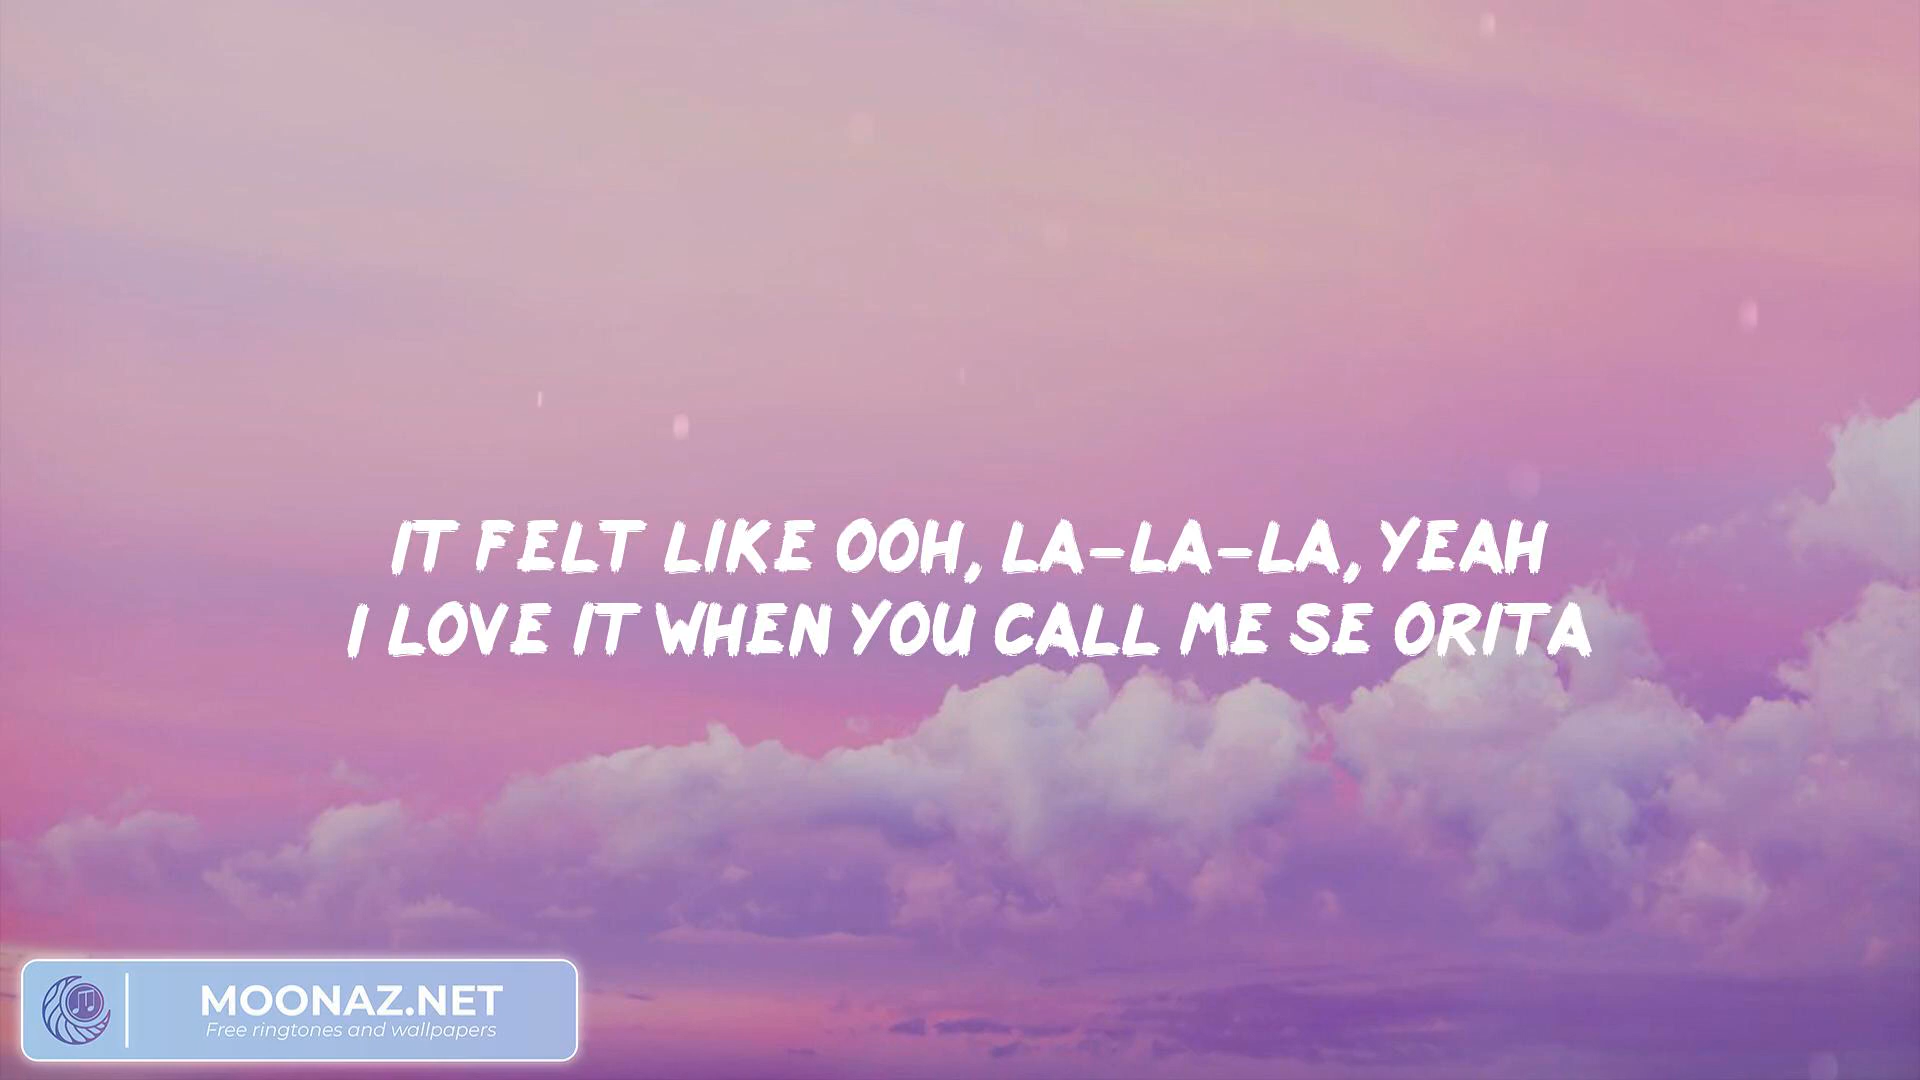 IT FELT LIKE OOH, LA-LA-LA, YEAH
I LOVE IT WHEN YOU CALL ME SE ORITA
MOONAZ.NET
Free ringtones and wallpapers